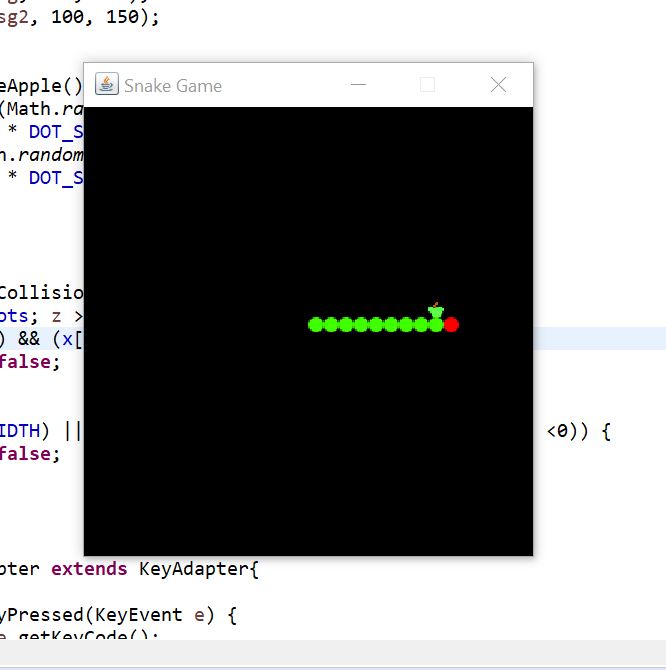 sg2, 100, 150);
Snake Game
eApple()
(Math.ra
* DOT_S
n.random
* DOT_S
Collisio
ots; z >
) && (x[
false;
IDTH) || <0)) {
false;
pter extends KeyAdapter{
yPressed(KeyEvent e) {
e.getKeyCode();